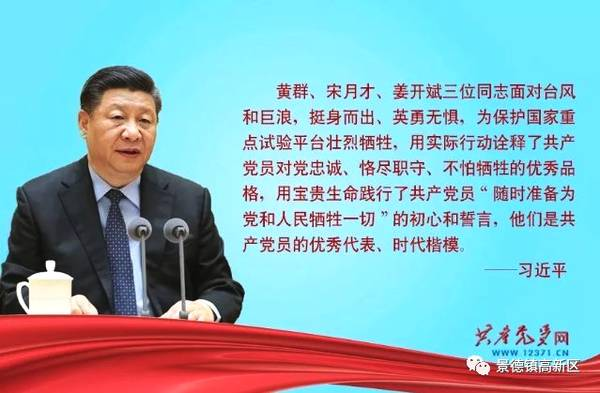 黄群、宋月才、姜开斌三位同志面对台风
和巨浪，挺身而出、英勇无惧，为保护国家重
点试验平台壮烈牺牲，用实际行动诠释了共产
党员对党忠诚、恪尽职守、不怕牺牲的优秀品
格，用宝贵生命践行了共产党员“随时准备为
党和人民牺牲一切”的初心和誓言，他们是共
产党员的优秀代表、时代楷模。
——习近平
共产党员网
WWW.12371.CN
景德镇高新区